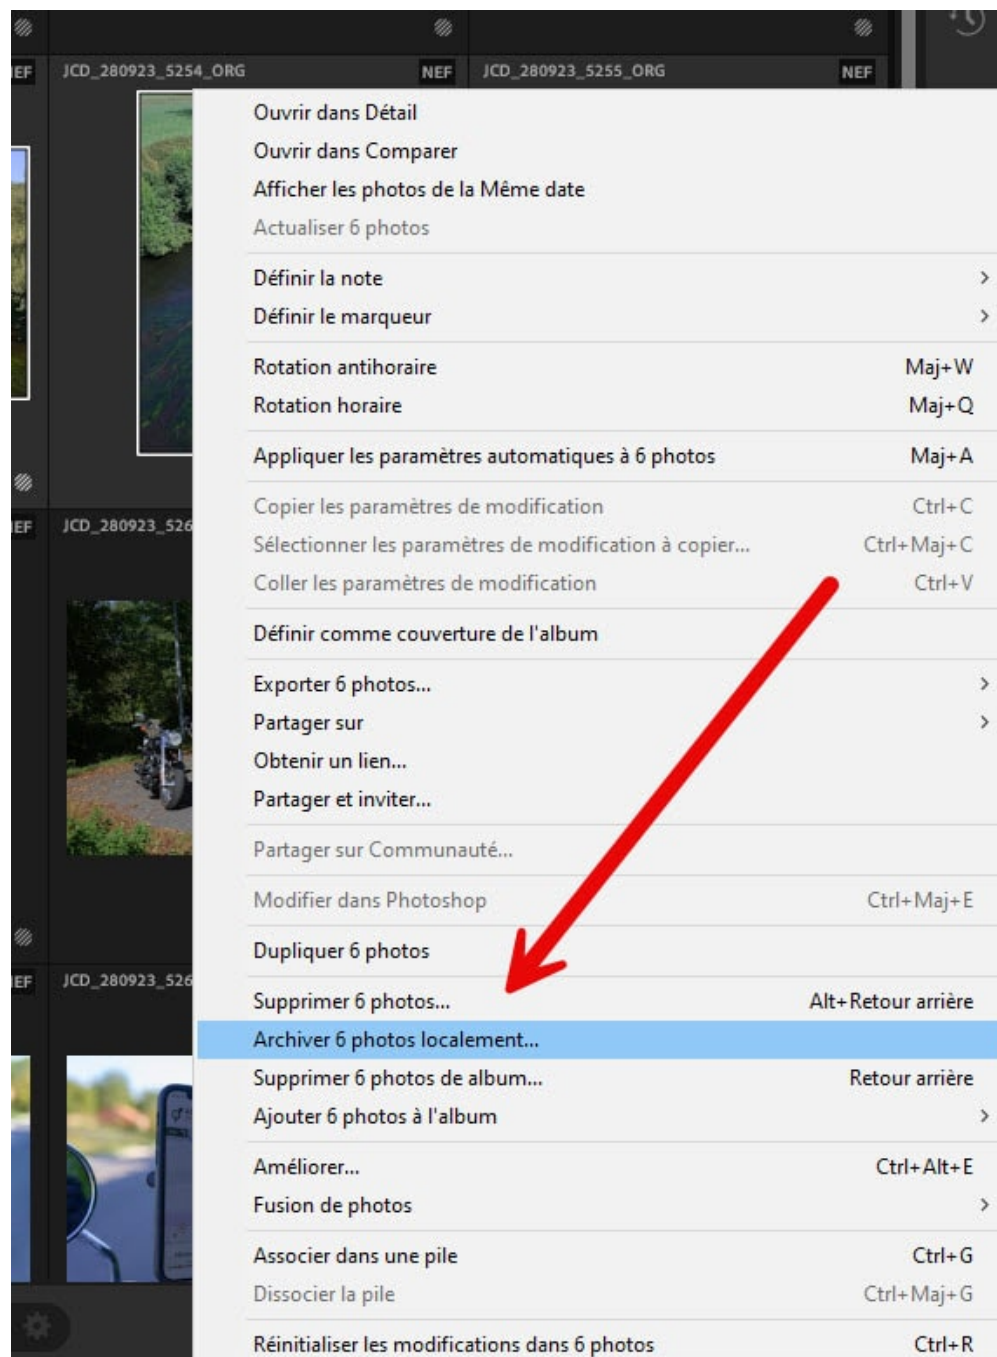 EF JCD_280923_5254_ORG NEF JCD_280923_5255_ORG NEF
Ouvrir dans Détail
Ouvrir dans Comparer
Afficher les photos de la Même date
Actualiser 6 photos
Définir la note
Définir le marqueur
Rotation antihoraire Maj+W
Rotation horaire Maj+Q
Appliquer les paramètres automatiques à 6 photos Maj+A
Copier les paramètres de modification Ctrl+C
EF JCD_280923_526
Sélectionner les paramètres de modification à copier... Ctrl+Maj+C
Coller les paramètres de modification Ctrl+V
Définir comme couverture de l'album
Exporter 6 photos...
Partager sur
Obtenir un lien...
Partager et inviter...
Partager sur Communauté...
Modifier dans Photoshop Ctrl+Maj+E
Dupliquer 6 photos
EF JCD_280923_526
Supprimer 6 photos... Alt+Retour arrière
Archiver 6 photos localement...
Supprimer 6 photos de album... Retour arrière
Ajouter 6 photos à l'album
Améliorer... Ctrl+Alt+E
Fusion de photos
Associer dans une pile Ctrl+G
Dissocier la pile Ctrl+Maj+G
Réinitialiser les modifications dans 6 photos Ctrl+R